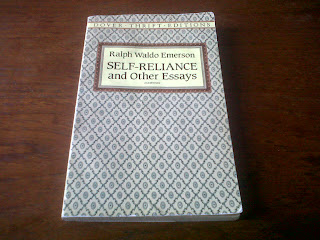 DOVER · THRIFT · EDITIONS
Ralph Waldo Emerson
SELF-RELIANCE
and Other Essays